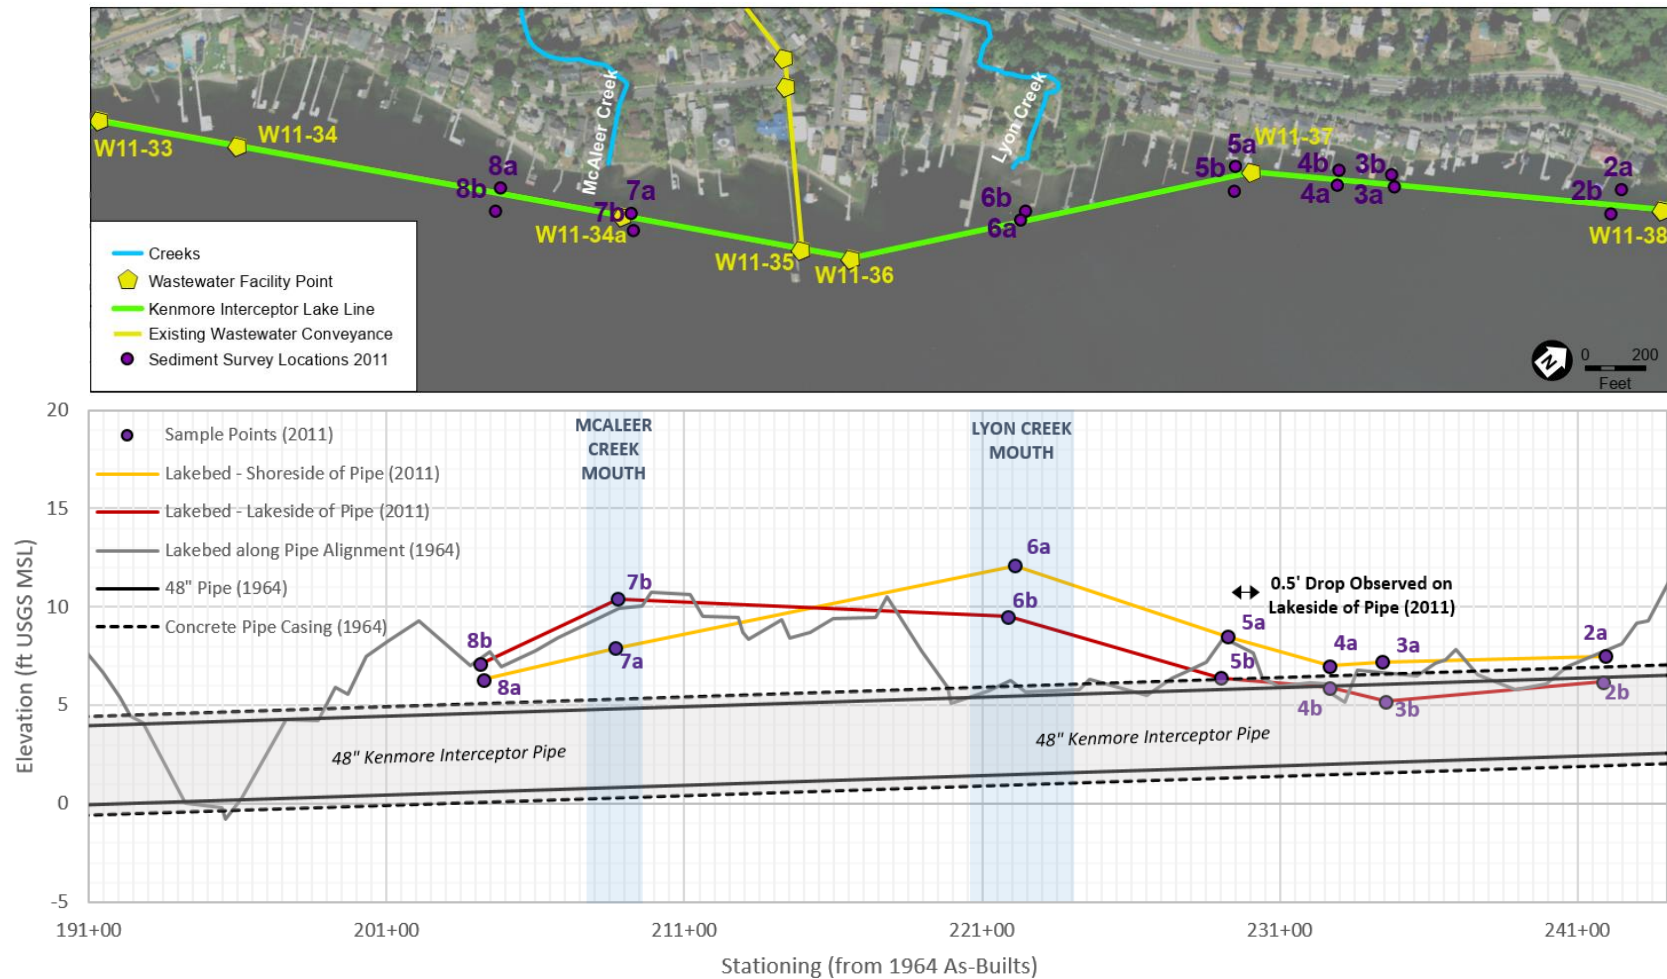 McAleer Creek
Lyon Creek
W11-33
W11-34
8a
8b
7a
7b
W11-34a
W11-35
W11-36
6b
6a
5a
W11-37
5b
4b
3b
4a
3a
2a
2b
W11-38
Creeks
Wastewater Facility Point
Kenmore Interceptor Lake Line
Existing Wastewater Conveyance
Sediment Survey Locations 2011
N
0 200
Feet
20
15
10
5
0
-5
Elevation (ft USGS MSL)
Sample Points (2011)
Lakebed - Shoreside of Pipe (2011)
Lakebed - Lakeside of Pipe (2011)
Lakebed along Pipe Alignment (1964)
48" Pipe (1964)
Concrete Pipe Casing (1964)
MCALEER
CREEK
MOUTH
LYON CREEK
MOUTH
8b
8a
7b
7a
6a
6b
5a
5b
0.5' Drop Observed on
Lakeside of Pipe (2011)
4a
3a
2a
4b
3b
2b
48" Kenmore Interceptor Pipe
48" Kenmore Interceptor Pipe
191+00
201+00
211+00
221+00
231+00
241+00
Stationing (from 1964 As-Builts)